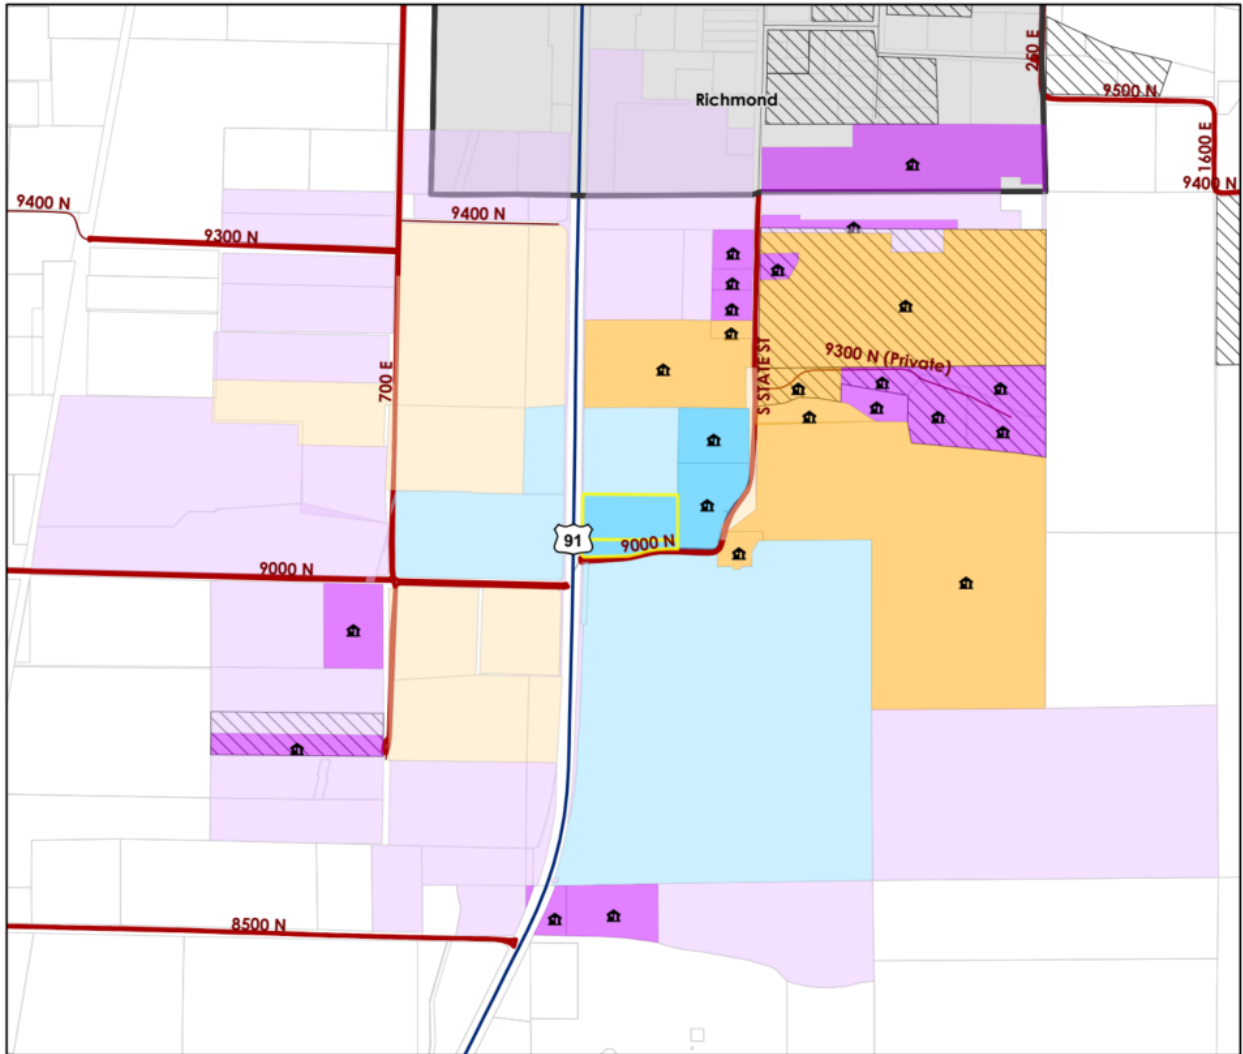 250 E
9500 N
Richmond
1600 E
9400 N
9400 N
9400 N
9300 N
S STATE ST
9300 N (Private)
700 E
91
9000 N
9000 N
8500 N